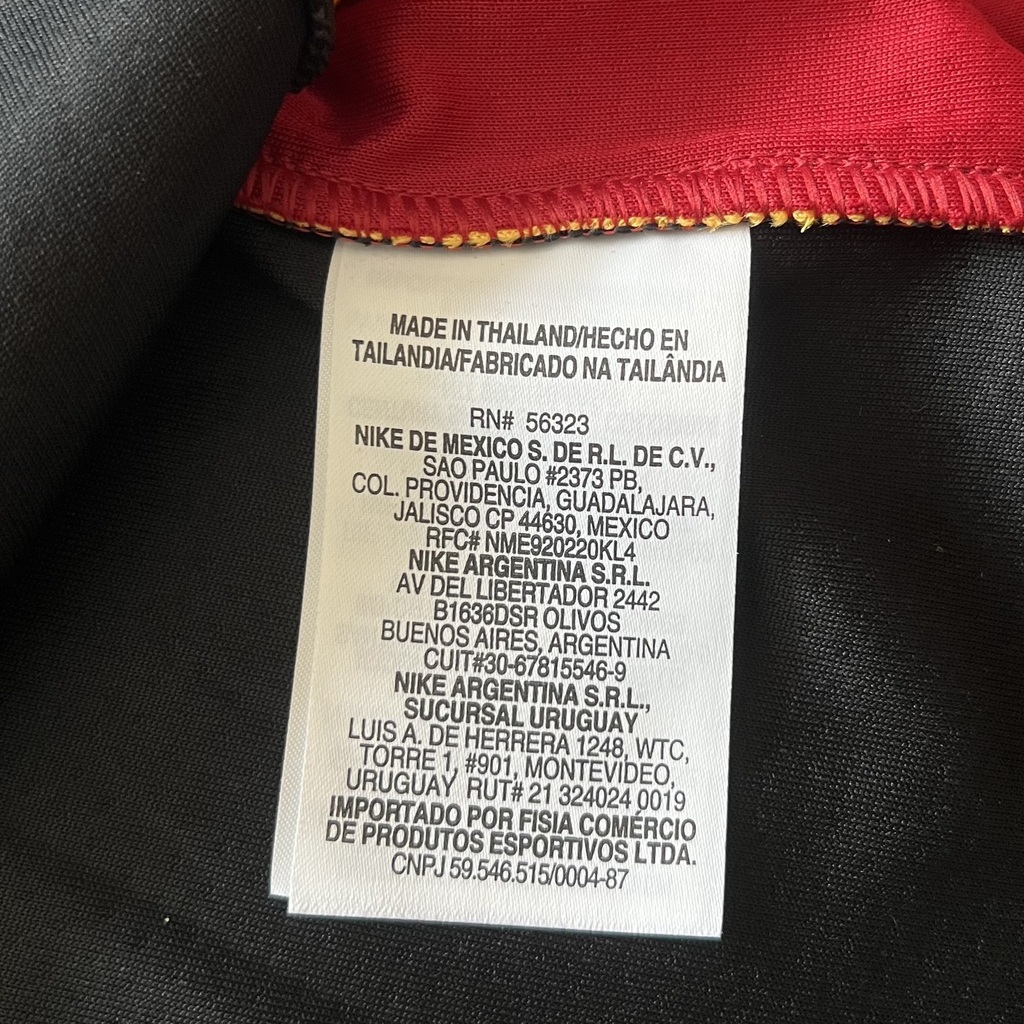 MADE IN THAILAND/HECHO EN
TAILANDIA/FABRICADO NA TAILÂNDIA
RN# 56323
NIKE DE MEXICO S. DE R.L. DE C.V.,
SAO PAULO #2373 PB,
COL. PROVIDENCIA, GUADALAJARA,
JALISCO CP 44630, MEXICO
RFC# NME920220KL4
NIKE ARGENTINA S.R.L.
AV DEL LIBERTADOR 2442
B1636DSR OLIVOS
BUENOS AIRES, ARGENTINA
CUIT#30-67815546-9
NIKE ARGENTINA S.R.L.,
SUCURSAL URUGUAY
LUIS A. DE HERRERA 1248, WTC,
TORRE 1, #901, MONTEVIDEO,
URUGUAY RUT# 21 324024 0019
IMPORTADO POR FISIA COMÉRCIO
DE PRODUTOS ESPORTIVOS LTDA.
CNPJ 59.546.515/0004-87